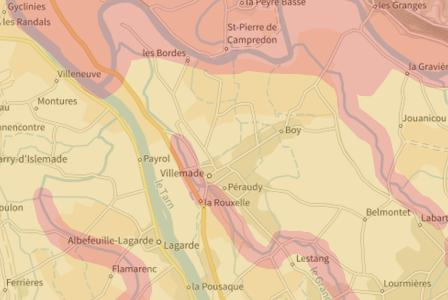 Gyclinies
les Randals
la Peyre Basse
les Granges
St-Pierre de
Campredon
les Bordes
la Gravière
Villeneuve
Montures
Jouanicou
Boy
Payrol
Villemade
Péraudy
la Rouxelle
le Tarn
Belmontet
Albefeuille-Lagarde
Lagarde
Lestang
Flamarenc
Ferrières
la Pousaque
Lournières